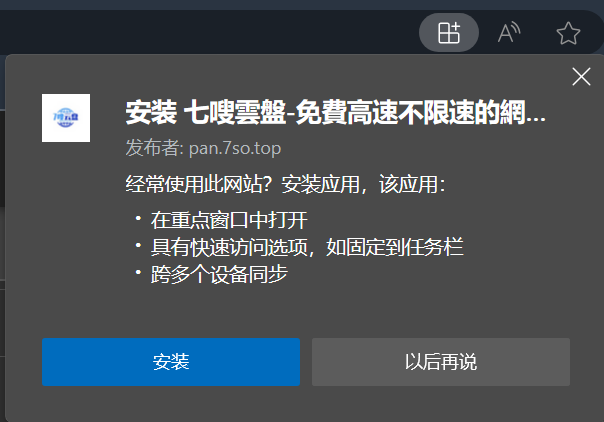 安装 七嗖雲盤-免費高速不限速的網...
发布者: pan.7so.top
经常使用此网站？安装应用，该应用：
• 在重点窗口中打开
• 具有快速访问选项，如固定到任务栏
• 跨多个设备同步
安装
以后再说